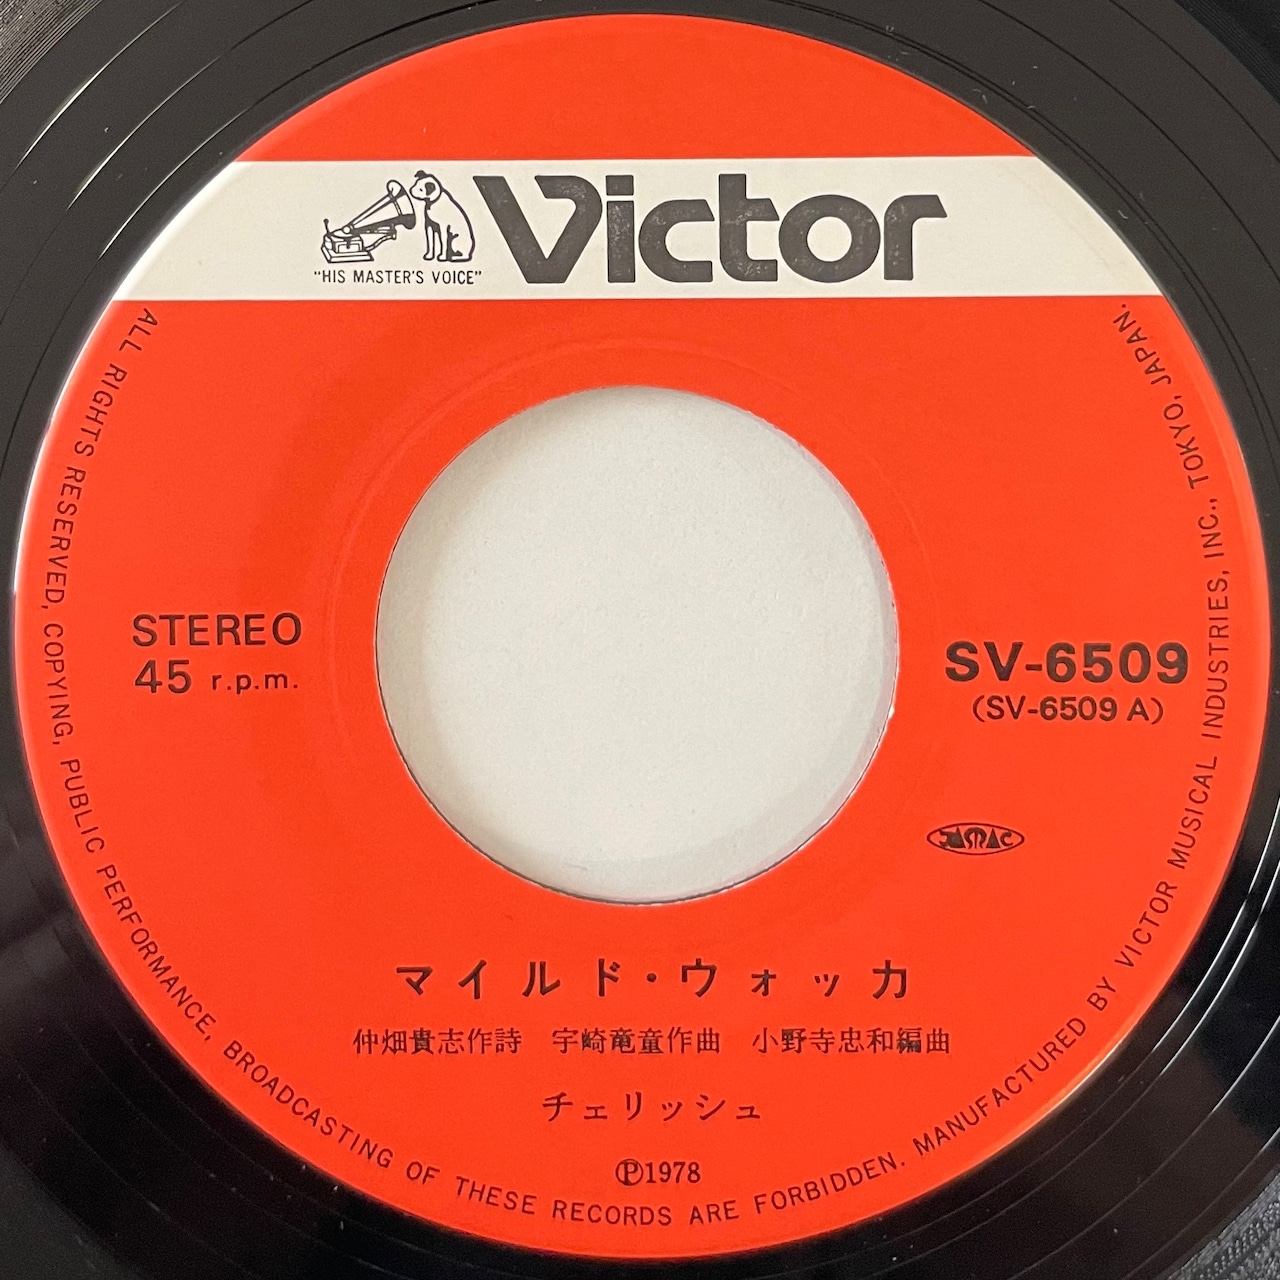 Victor
"HIS MASTER'S VOICE"
STEREO
45 r.p.m.
SV-6509
(SV-6509 A)
JASRAC
マイルド・ウォッカ
仲畑貴志作詩 宇崎竜童作曲 小野寺忠和編曲
チェリッシュ
Ⓟ1978
ALL RIGHTS RESERVED, COPYING, PUBLIC PERFORMANCE, BROADCASTING OF THESE RECORDS ARE FORBIDDEN. MANUFACTURED BY VICTOR MUSICAL INDUSTRIES, INC., TOKYO, JAPAN.